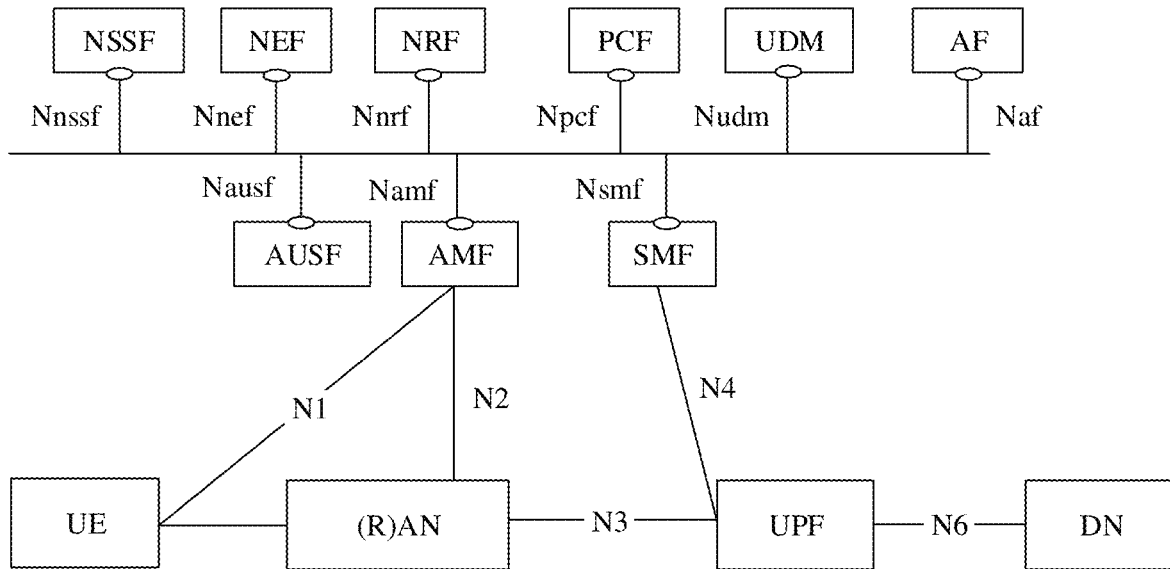 NSSF NEF NRF PCF UDM AF
Nnssf Nnef Nnrf Npcf Nudm Naf
Nausf Namf Nsmf
AUSF AMF SMF
N1 N2 N4
UE (R)AN N3 UPF N6 DN